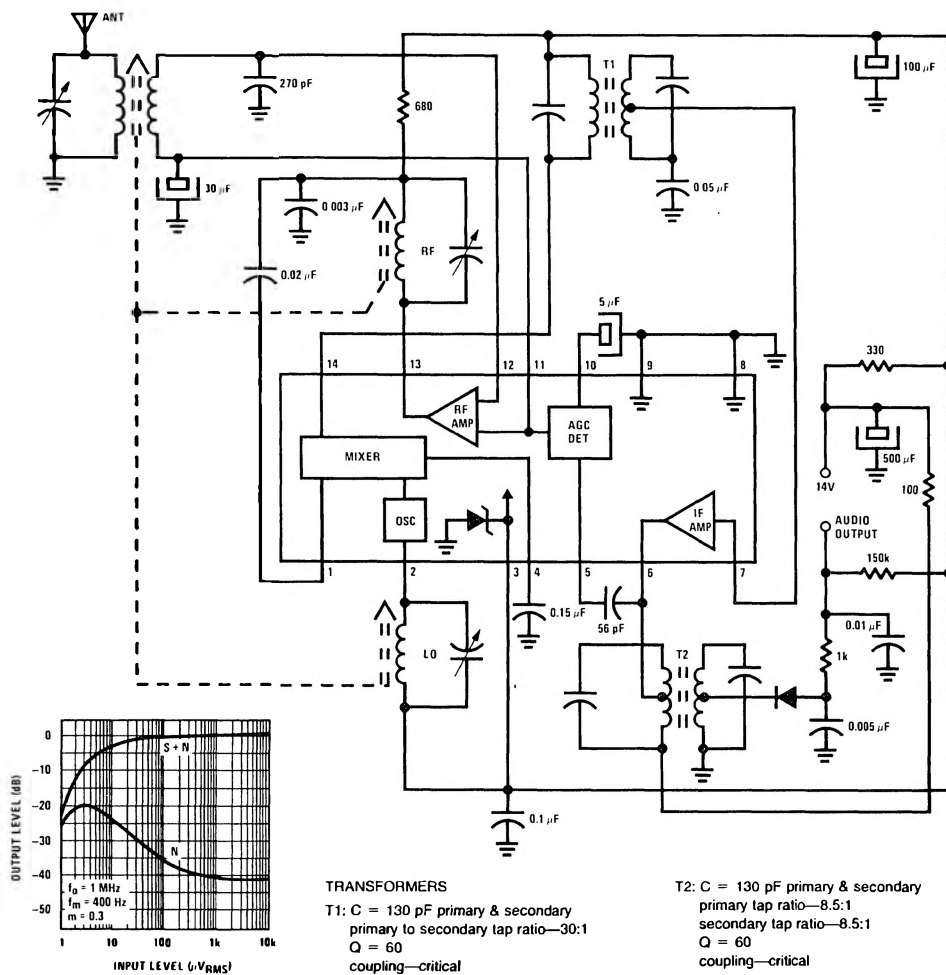 ANT
270 pF
30 μF
680
0.003 μF
0.02 μF
RF
T1
100 μF
0.05 μF
5 μF
14
13
12
11
10
9
8
RF
AMP
AGC
DET
MIXER
OSC
IF
AMP
1
2
3
4
5
6
7
330
500 μF
14V
100
AUDIO
OUTPUT
150k
0.01 μF
1k
0.005 μF
0.15 μF
56 pF
LO
T2
0.1 μF
OUTPUT LEVEL (dB)
0
-10
-20
-30
-40
-50
S + N
N
fo = 1 MHz
fm = 400 Hz
m = 0.3
1
10
100
1k
10k
INPUT LEVEL (μVRMS)
TRANSFORMERS
T1: C = 130 pF primary & secondary
primary to secondary tap ratio—30:1
Q = 60
coupling—critical
T2: C = 130 pF primary & secondary
primary tap ratio—8.5:1
secondary tap ratio—8.5:1
Q = 60
coupling—critical